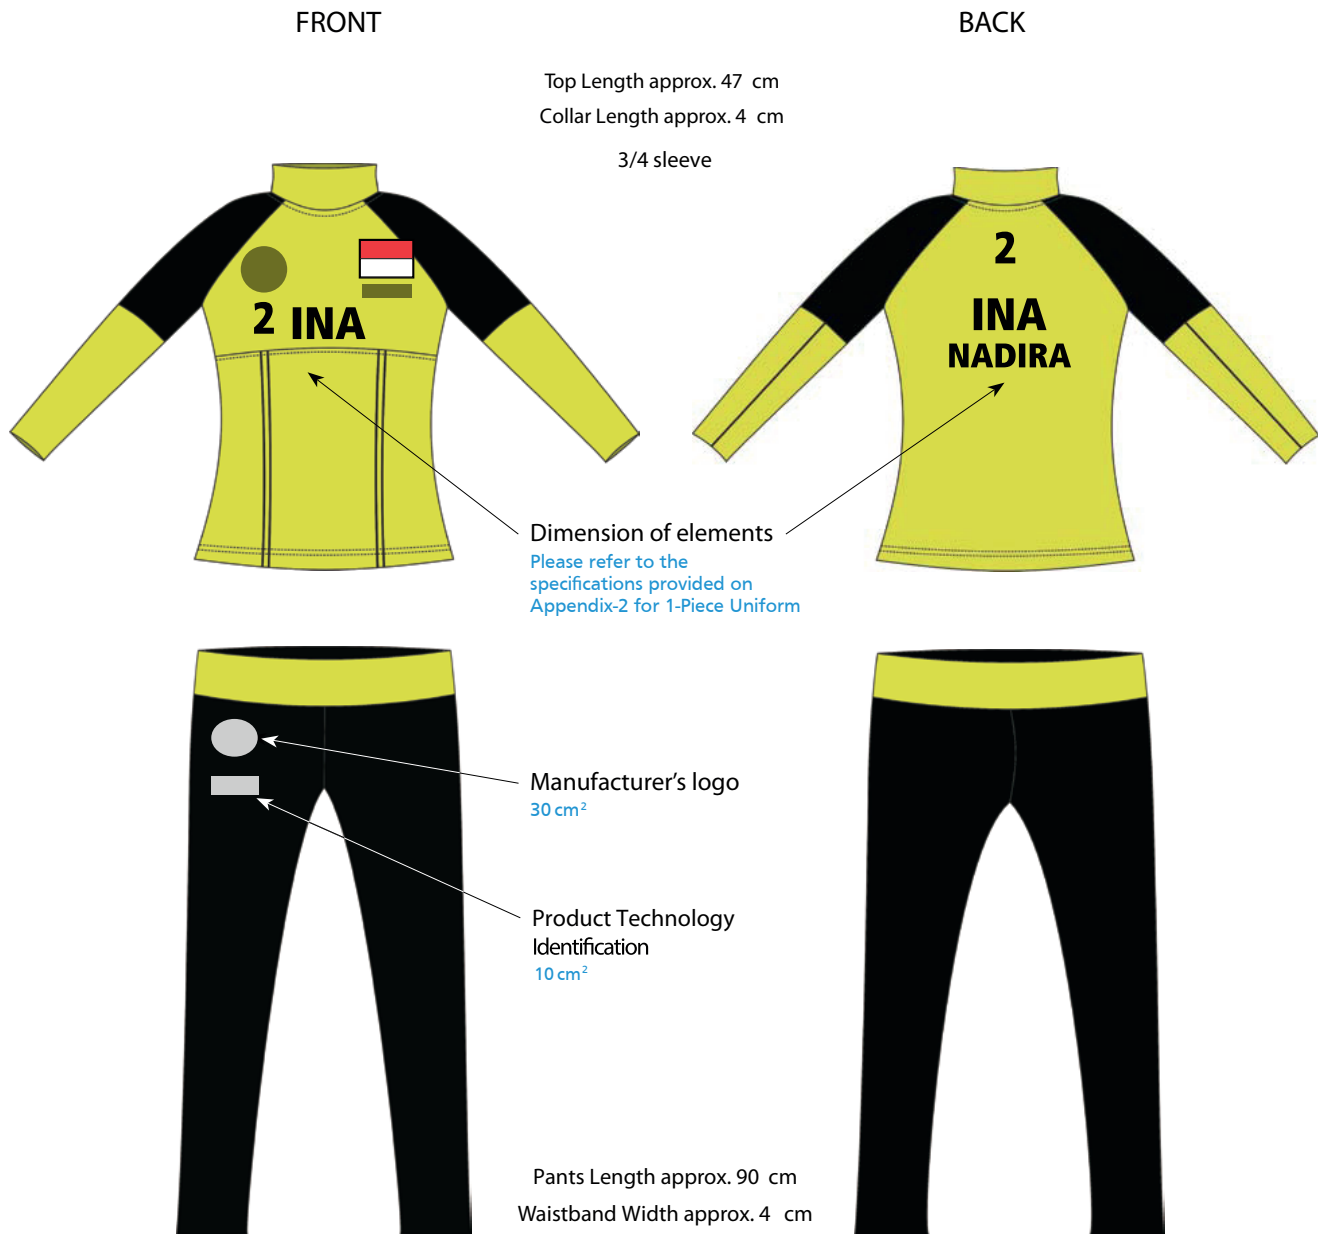 FRONT
BACK
Top Length approx. 47 cm
Collar Length approx. 4 cm
3/4 sleeve
2 INA
2
INA
NADIRA
Dimension of elements
Please refer to the
specifications provided on
Appendix-2 for 1-Piece Uniform
Manufacturer's logo
30 cm²
Product Technology
Identification
10 cm²
Pants Length approx. 90 cm
Waistband Width approx. 4 cm